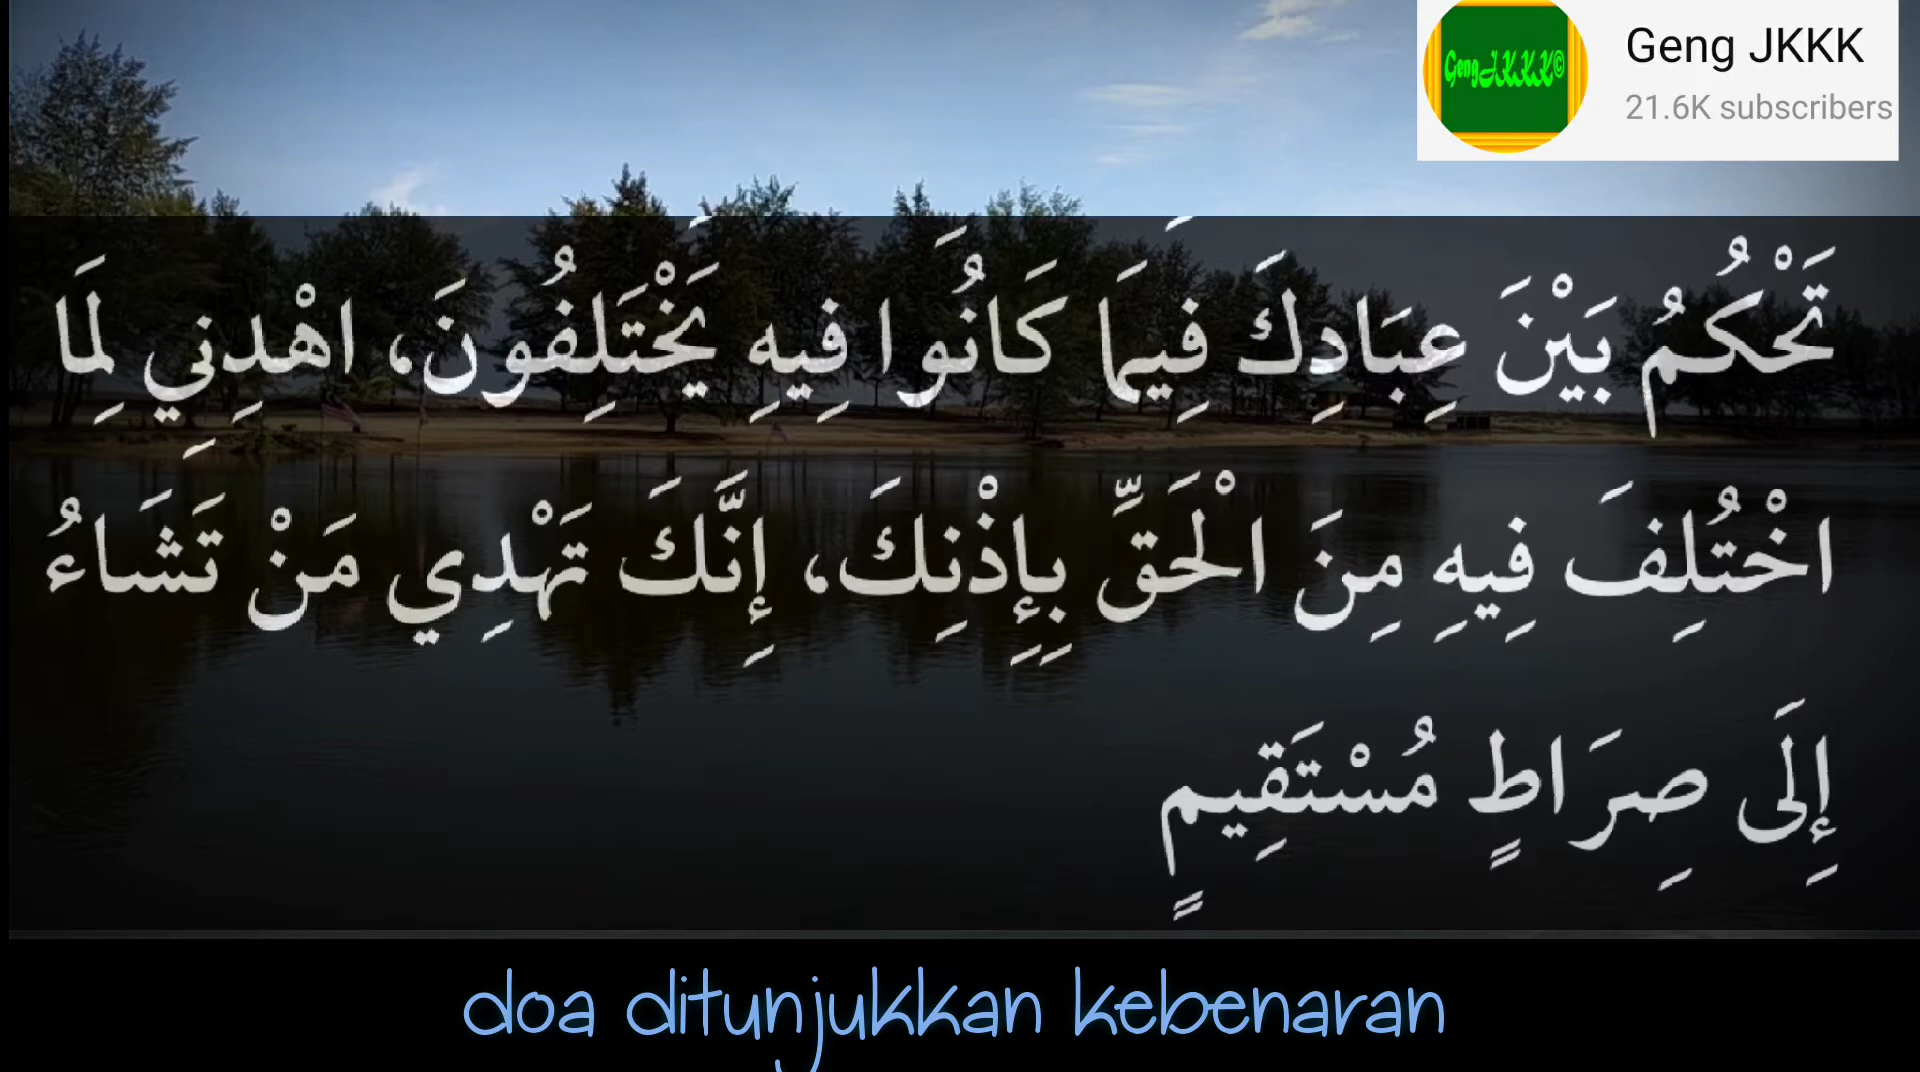 Geng JKKK
21.6K subscribers
GengJKKK©
تَحْكُمُ بَيْنَ عِبَادِكَ فِيمَا كَانُوا فِيهِ يَخْتَلِفُونَ، اهْدِنِي لِمَا
اخْتُلِفَ فِيهِ مِنَ الْحَقِّ بِإِذْنِكَ، إِنَّكَ تَهْدِي مَنْ تَشَاءُ
إِلَى صِرَاطٍ مُسْتَقِيمٍ
doa ditunjukkan kebenaran